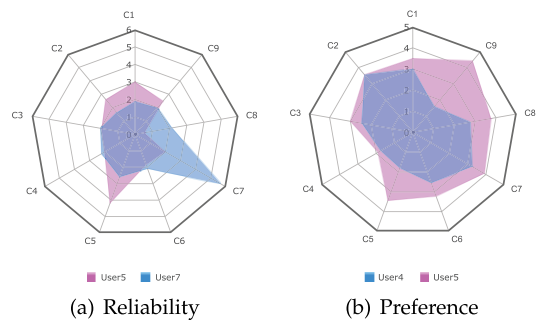 C1
6
5
4
3
2
1
0
C2
C9
C3
C8
C4
C7
C5
C6
User5 User7
(a) Reliability
C1
5
4
3
2
1
0
C2
C9
C3
C8
C4
C7
C5
C6
User4 User5
(b) Preference